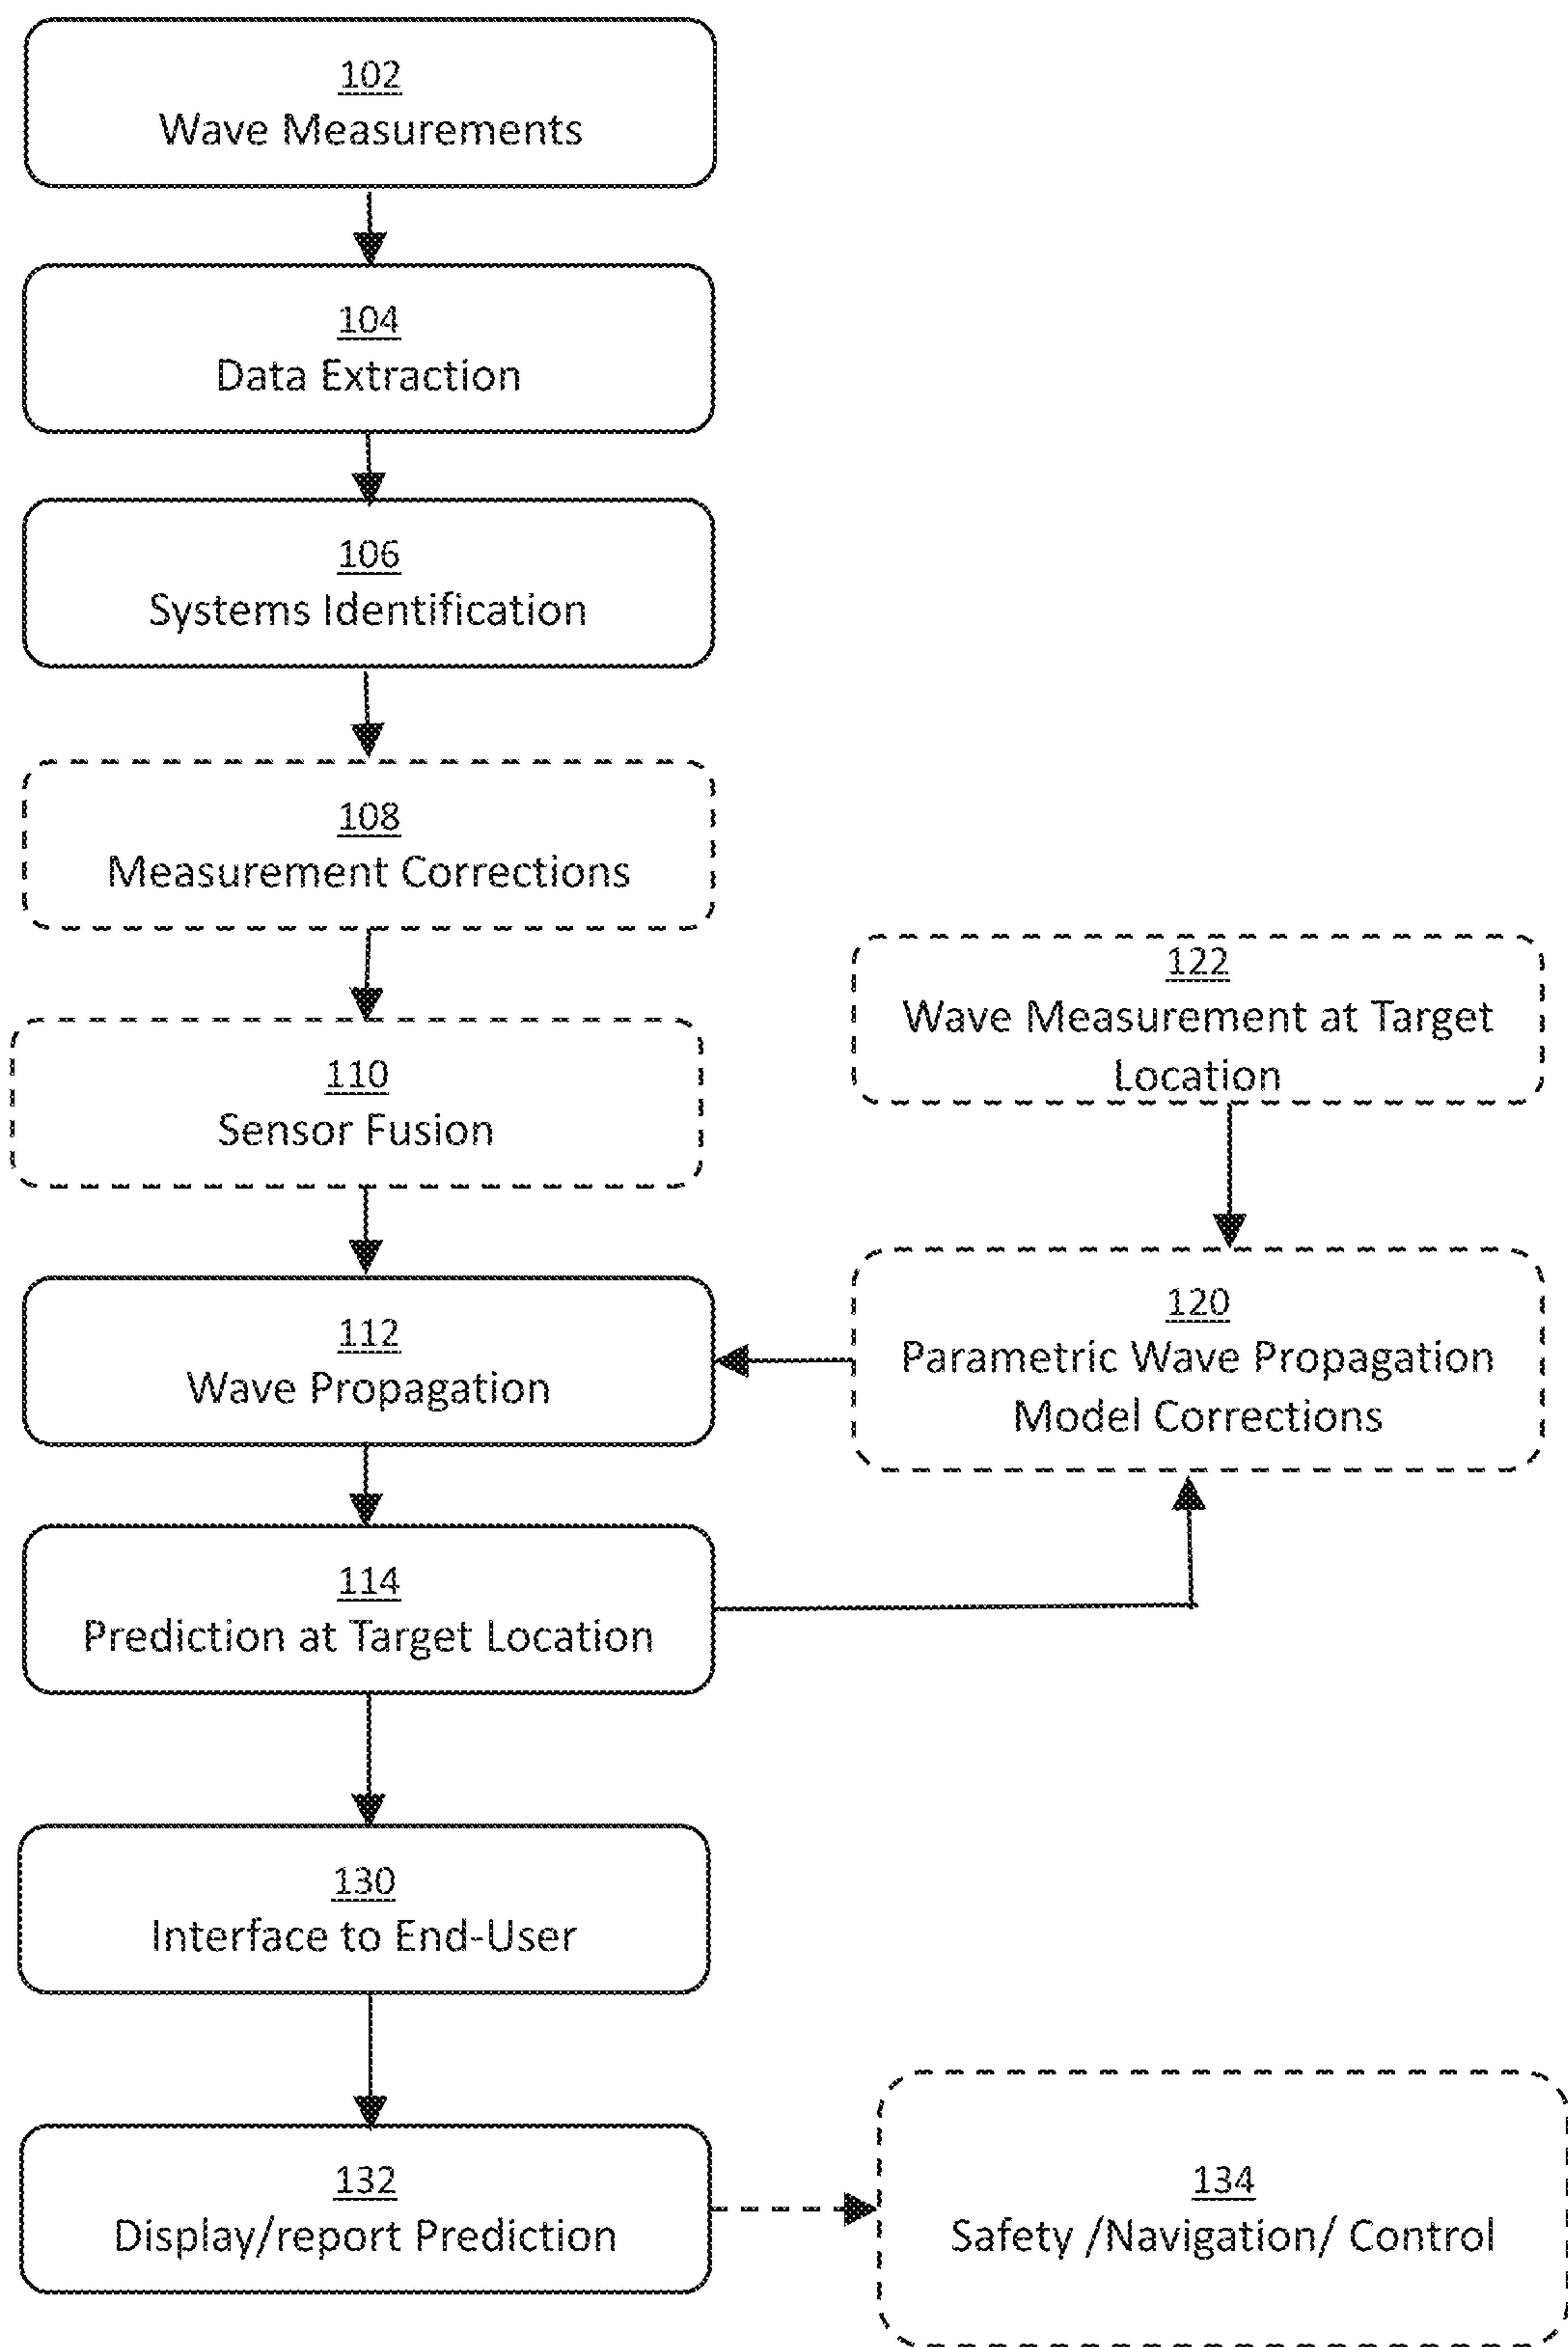 102
Wave Measurements
104
Data Extraction
106
Systems Identification
108
Measurement Corrections
110
Sensor Fusion
122
Wave Measurement at Target
Location
112
Wave Propagation
120
Parametric Wave Propagation
Model Corrections
114
Prediction at Target Location
130
Interface to End-User
132
Display/report Prediction
134
Safety /Navigation/ Control